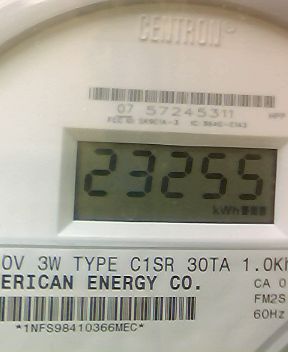 CENTRON
07 57245311
23255
kWh
0V 3W TYPE C1SR 30TA 1.0Kh
ERICAN ENERGY CO.
CA 0
FM2S
60Hz
*1NFS98410366MEC*